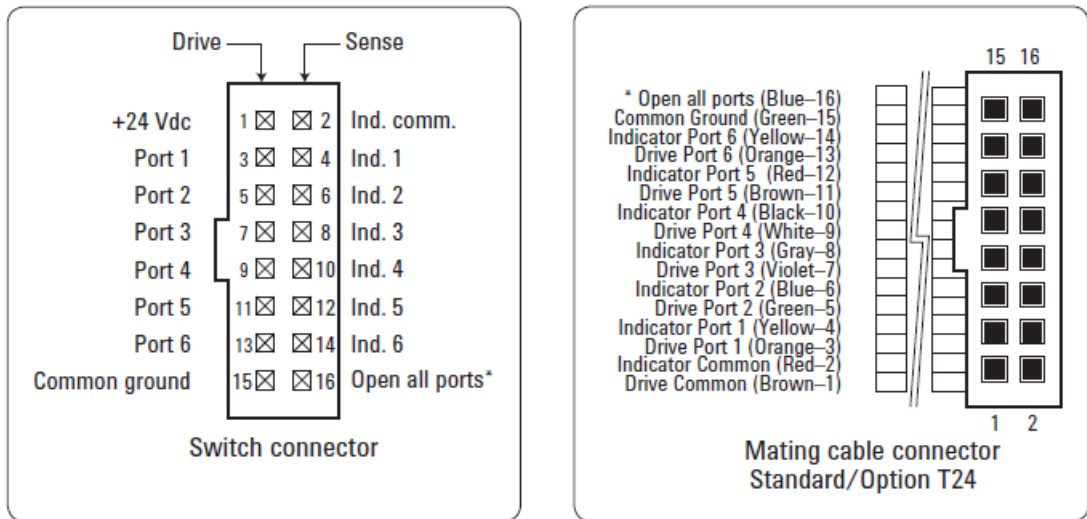 Drive Sense
+24 Vdc 1 2 Ind. comm.
Port 1 3 4 Ind. 1
Port 2 5 6 Ind. 2
Port 3 7 8 Ind. 3
Port 4 9 10 Ind. 4
Port 5 11 12 Ind. 5
Port 6 13 14 Ind. 6
Common ground 15 16 Open all ports*
Switch connector
15 16
* Open all ports (Blue–16)
Common Ground (Green–15)
Indicator Port 6 (Yellow–14)
Drive Port 6 (Orange–13)
Indicator Port 5 (Red–12)
Drive Port 5 (Brown–11)
Indicator Port 4 (Black–10)
Drive Port 4 (White–9)
Indicator Port 3 (Gray–8)
Drive Port 3 (Violet–7)
Indicator Port 2 (Blue–6)
Drive Port 2 (Green–5)
Indicator Port 1 (Yellow–4)
Drive Port 1 (Orange–3)
Indicator Common (Red–2)
Drive Common (Brown–1)
1 2
Mating cable connector
Standard/Option T24